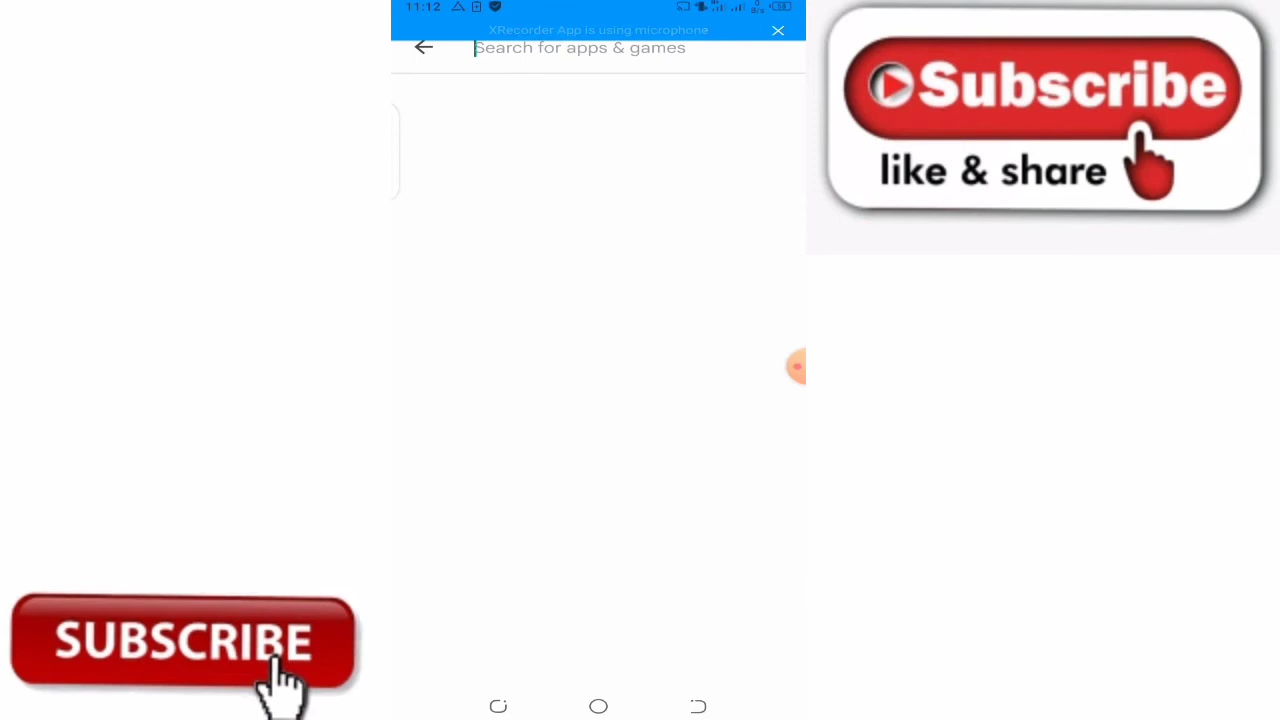 11:12
XRecorder App is using microphone
Search for apps & games
Subscribe
like & share
SUBSCRIBE